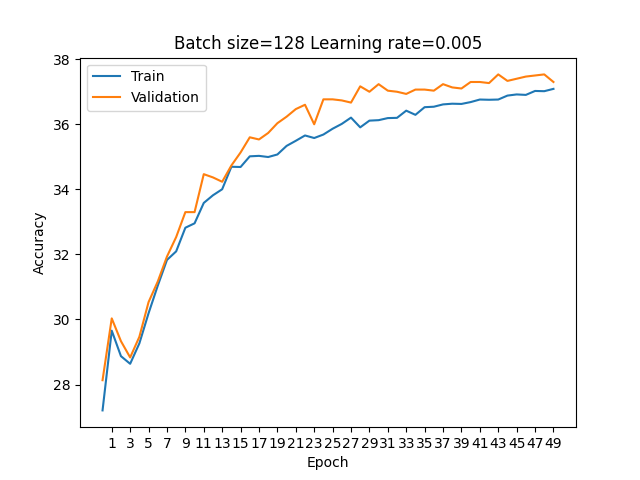 Batch size=128 Learning rate=0.005
Train
Validation
38
36
34
32
30
28
Accuracy
1 3 5 7 9 11 13 15 17 19 21 23 25 27 29 31 33 35 37 39 41 43 45 47 49
Epoch